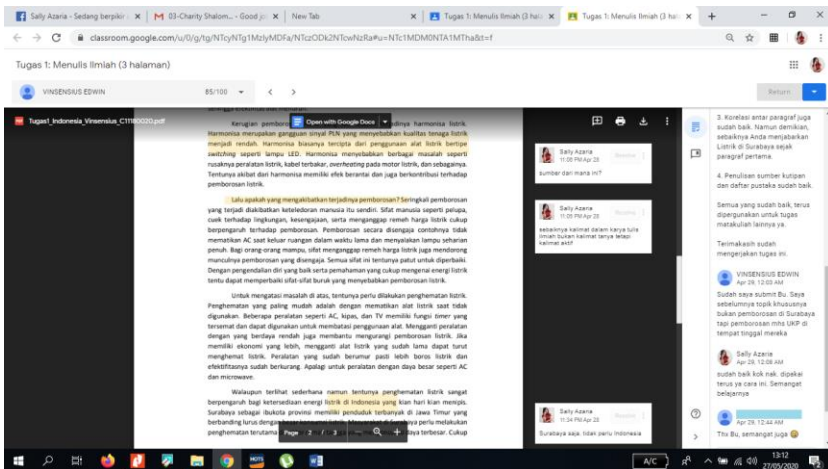 Sally Azaria - Sedang berpikir
03-Charity Shalom... - Good jo
New Tab
Tugas 1: Menulis Ilmiah (3 hala
Tugas 1: Menulis Ilmiah (3 hal
classroom.google.com/u/0/g/tg/
Tugas 1: Menulis Ilmiah (3 halaman)
VINSENSIUS EDWIN
85/100
Return
Tugas1_Indonesia_Vinsensius_C11180020.pdf
Open with Google Docs
Kerugian pembor adinya harmonisa listrik.
Harmonisa merupakan gangguan sinyal PLN yang menyebabkan kualitas tenaga listrik
menjadi rendah. Harmonisa biasanya tercipta dari penggunaan alat listrik bertipe
switching seperti lampu LED. Harmonisa menyebabkan berbagai masalah seperti
rusaknya peralatan listrik, kabel terbakar, overheating pada motor listrik, dan sebagainya.
Tentunya akibat dari harmonisa memiliki efek berantai dan juga berkontribusi terhadap
pemborosan listrik.
Lalu apakah yang mengakibatkan terjadinya pemborosan? Seringkali pemborosan
yang terjadi diakibatkan keteledoran manusia itu sendiri. Sifat manusia seperti pelupa,
cuek terhadap lingkungan, kesengajaan, serta menganggap remeh harga listrik cukup
berpengaruh terhadap pemborosan. Pemborosan secara disengaja contohnya tidak
mematikan AC saat keluar ruangan dalam waktu lama dan menyalakan lampu seharian
penuh. Bagi orang-orang mampu, sifat menganggap remeh harga listrik juga mendorong
munculnya pemborosan yang disengaja. Semua sifat ini tentunya patut untuk diperbaiki.
Dengan pengendalian diri yang baik serta pemahaman yang cukup mengenai energi listrik
tentu dapat memperbaiki sifat-sifat buruk yang menyebabkan pemborosan listrik.
Untuk mengatasi masalah di atas, tentunya perlu dilakukan penghematan listrik.
Penghematan yang paling mudah adalah dengan mematikan alat listrik saat tidak
digunakan. Beberapa peralatan seperti AC, kipas, dan TV memiliki fungsi timer yang
tersemat dan dapat digunakan untuk membatasi penggunaan alat. Mengganti peralatan
dengan yang berdaya rendah juga membantu mengurangi pemborosan listrik. Jika
memiliki ekonomi yang lebih, mengganti alat listrik yang sudah lama dapat turut
menghemat listrik. Peralatan yang sudah berumur pasti lebih boros listrik dan
efektifitasnya sudah berkurang. Apalagi untuk peralatan dengan daya besar seperti AC
dan microwave.
Walaupun terlihat sederhana namun tentunya penghematan listrik sangat
berpengaruh bagi ketersediaan energi listrik di Indonesia yang kian hari kian menipis.
Surabaya sebagai ibukota provinsi memiliki penduduk terbanyak di Jawa Timur yang
berbanding lurus dengan besar konsumsi listrik. Masyarakat di Surabaya perlu melakukan
penghematan terutama daya terbesar. Cukup
Page 2 / 3
Sally Azaria
11:05 PM Apr 28
Resolve
sumber dari mana ini?
Sally Azaria
11:05 PM Apr 28
Resolve
sebaiknya kalimat dalam karya tulis
ilmiah bukan kalimat tanya tetapi
kalimat aktif
Sally Azaria
11:34 PM Apr 28
Resolve
Surabaya saja, tidak perlu Indonesia
3. Korelasi antar paragraf juga
sudah baik. Namun demikian,
sebaiknya Anda menjabarkan
Listrik di Surabaya sejak
paragraf pertama.
4. Penulisan sumber kutipan
dan daftar pustaka sudah baik.
Semua yang sudah baik, terus
dipergunakan untuk tugas
matakuliah lainnya ya.
Terimakasih sudah
mengerjakan tugas ini.
VINSENSIUS EDWIN
Apr 29, 12:03 AM
Sudah saya submit Bu. Saya
sebelumnya topik khususnya
bukan pemborosan di Surabaya
tapi pemborosan mhs UKP di
tempat tinggal mereka
Sally Azaria
Apr 29, 12:08 AM
sudah baik kok nak. dipakai
terus ya cara ini. Semangat
belajarnya
Apr 29, 12:44 AM
Thx Bu, semangat juga
A/C
13:12
27/05/2020